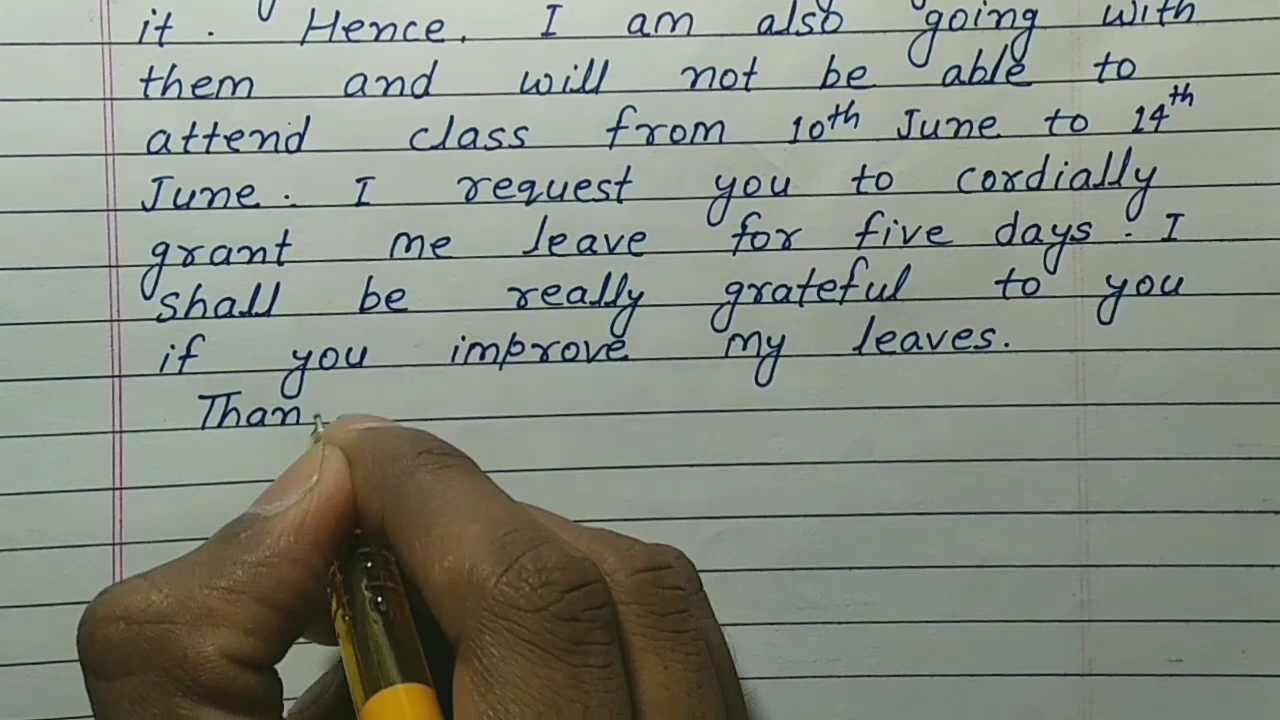 it. Hence, I am also going with
them and will not be able to
attend class from 10th June to 14th
June. I request you to cordially
grant me leave for five days. I
shall be really grateful to you
if you improve my leaves.
Than